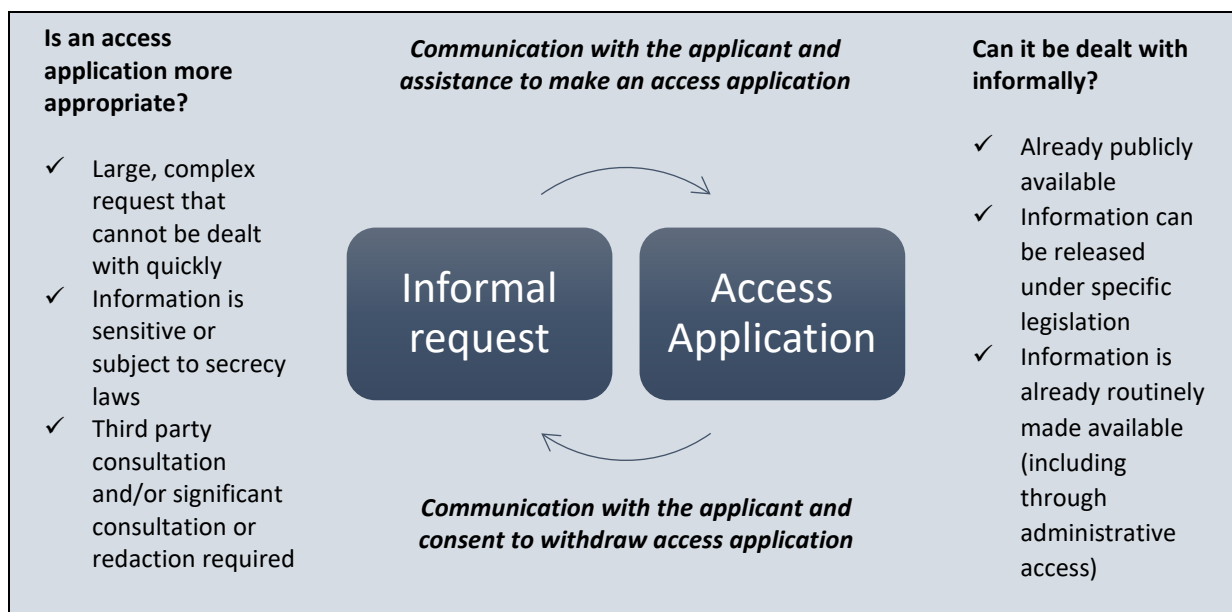 Is an access
application more
appropriate?
✓ Large, complex
request that
cannot be dealt
with quickly
✓ Information is
sensitive or
subject to secrecy
laws
✓ Third party
consultation
and/or significant
consultation or
redaction required
Communication with the applicant and
assistance to make an access application
Informal
request
Access
Application
Communication with the applicant and
consent to withdraw access application
Can it be dealt with
informally?
✓ Already publicly
available
✓ Information can
be released
under specific
legislation
✓ Information is
already routinely
made available
(including
through
administrative
access)